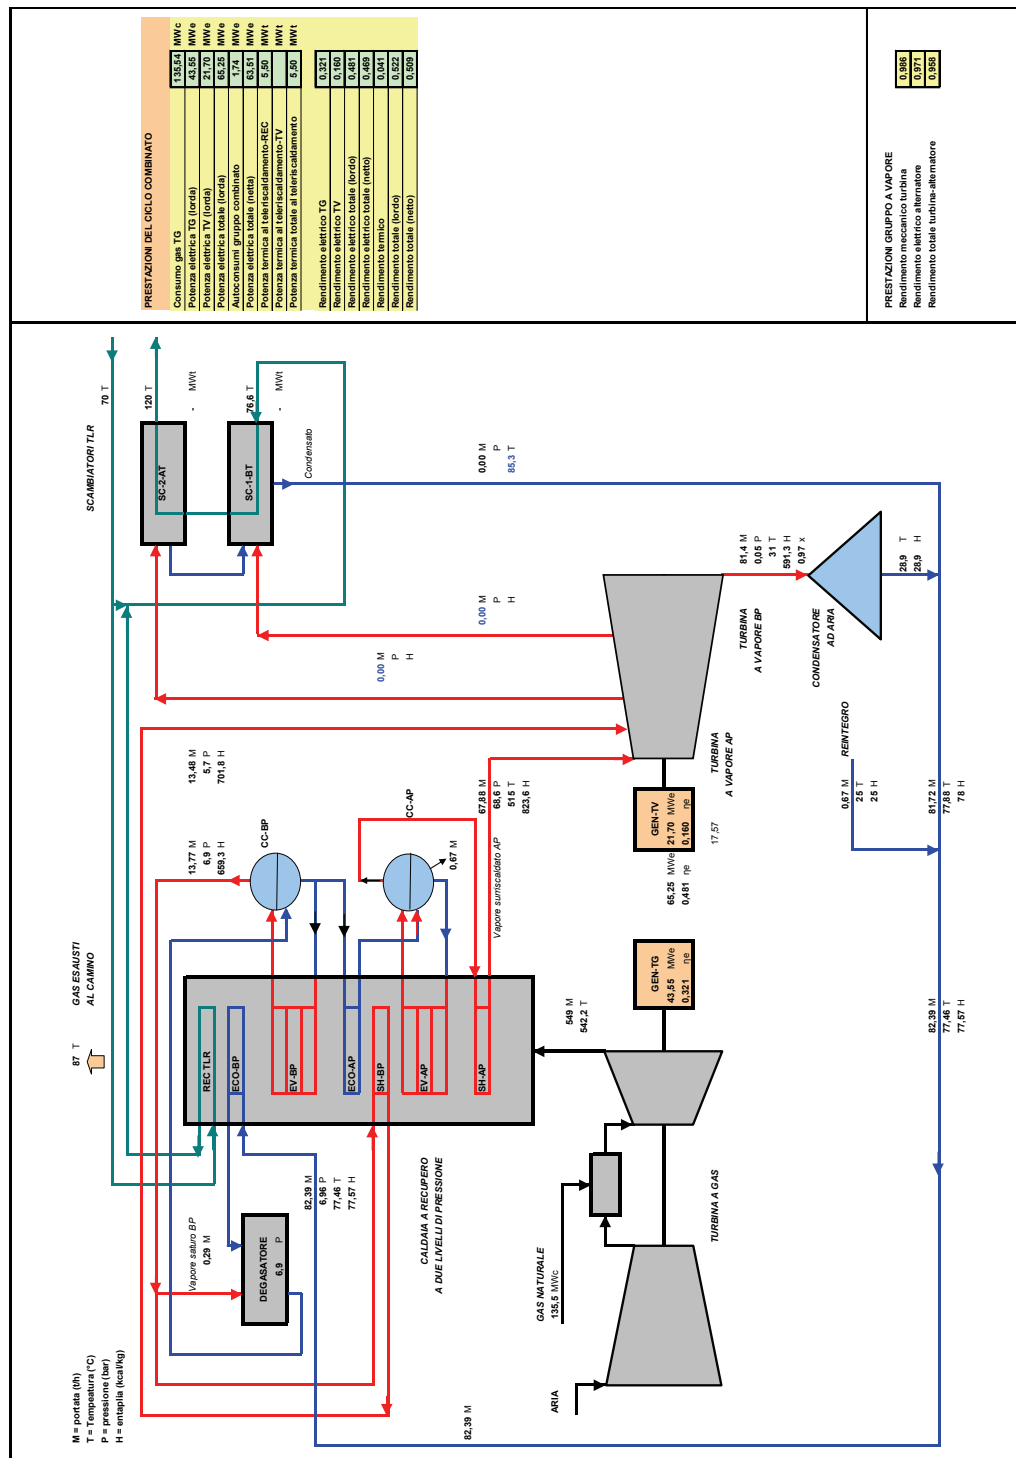 M = portata (t/h)
T = Tempeatura (°C)
P = pressione (bar)
H = entaplia (kcal/kg)
GAS ESAUSTI
AL CAMINO
87 T
SCAMBIATORI TLR
70 T
120 T
- MWt
76,6 T
- MWt
SC-2-AT
SC-1-BT
Condensato
0,00 M
P
85,3 T
0,00 M
P
H
0,00 M
P
H
13,48 M
5,7 P
701,8 H
13,77 M
6,9 P
659,3 H
CC-BP
CC-AP
0,67 M
Vapore surriscaldato AP
67,88 M
68,6 P
515 T
823,6 H
REC TLR
ECO-BP
EV-BP
ECO-AP
SH-BP
EV-AP
SH-AP
Vapore saturo BP
0,29 M
DEGASATORE
6,9 P
82,39 M
6,96 P
77,46 T
77,57 H
CALDAIA A RECUPERO
A DUE LIVELLI DI PRESSIONE
549 M
542,2 T
GAS NATURALE
135,5 MWc
ARIA
TURBINA A GAS
GEN-TG
43,55 MWe
0,321 ηe
65,25 MWe
0,481 ηe
GEN-TV
21,70 MWe
0,160 ηe
17,57
TURBINA
A VAPORE AP
TURBINA
A VAPORE BP
81,4 M
0,05 P
31 T
591,3 H
0,97 x
CONDENSATORE
AD ARIA
28,9 T
28,9 H
REINTEGRO
0,67 M
25 T
25 H
81,72 M
77,88 T
78 H
82,39 M
77,46 T
77,57 H
82,39 M
PRESTAZIONI DEL CICLO COMBINATO
Consumo gas TG 135,54 MWc
Potenza elettrica TG (lorda) 43,55 MWe
Potenza elettrica TV (lorda) 21,70 MWe
Potenza elettrica totale (lorda) 65,25 MWe
Autoconsumi gruppo combinato 1,74 MWe
Potenza elettrica totale (netta) 63,51 MWe
Potenza termica al teleriscaldamento-REC 5,50 MWt
Potenza termica al teleriscaldamento-TV MWt
Potenza termica totale al teleriscaldamento 5,50 MWt
Rendimento elettrico TG 0,321
Rendimento elettrico TV 0,160
Rendimento elettrico totale (lordo) 0,481
Rendimento elettrico totale (netto) 0,469
Rendimento termico 0,041
Rendimento totale (lordo) 0,522
Rendimento totale (netto) 0,509
PRESTAZIONI GRUPPO A VAPORE
Rendimento meccanico turbina 0,986
Rendimento elettrico alternatore 0,971
Rendimento totale turbina-alternatore 0,958